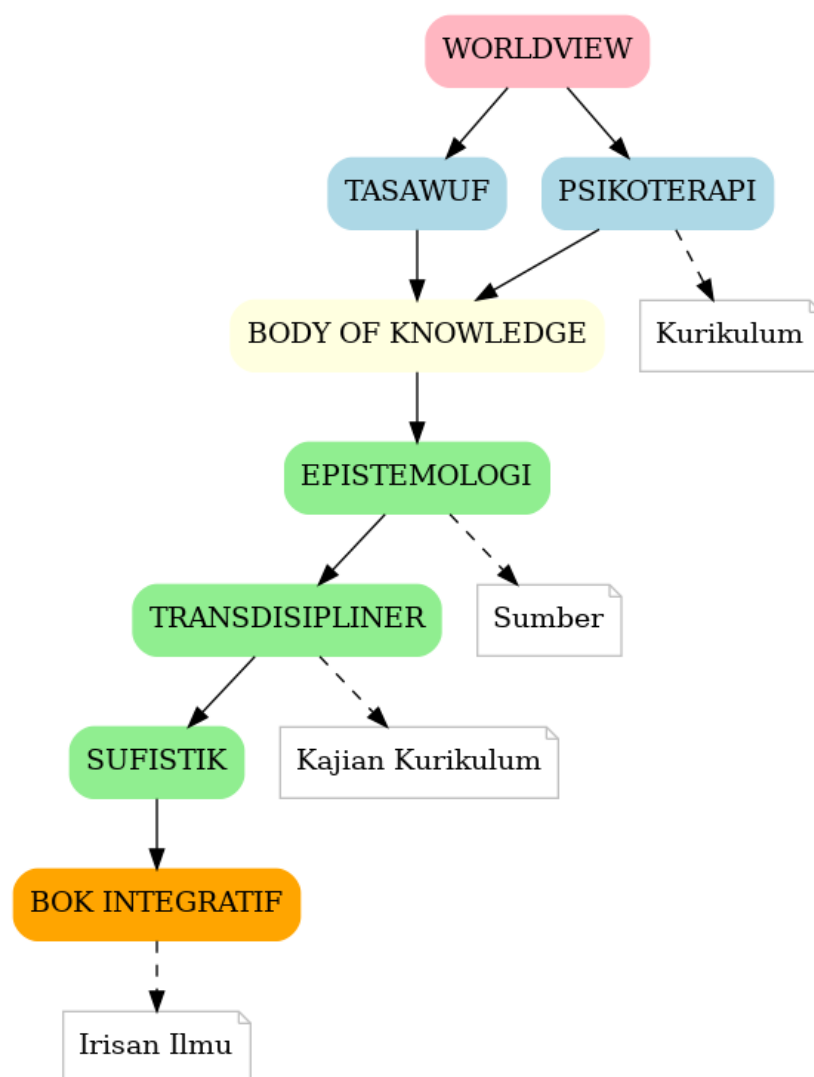 WORLDVIEW
TASAWUF
PSIKOTERAPI
BODY OF KNOWLEDGE
Kurikulum
EPISTEMOLOGI
TRANSDISIPLINER
Sumber
SUFISTIK
Kajian Kurikulum
BOK INTEGRATIF
Irisan Ilmu